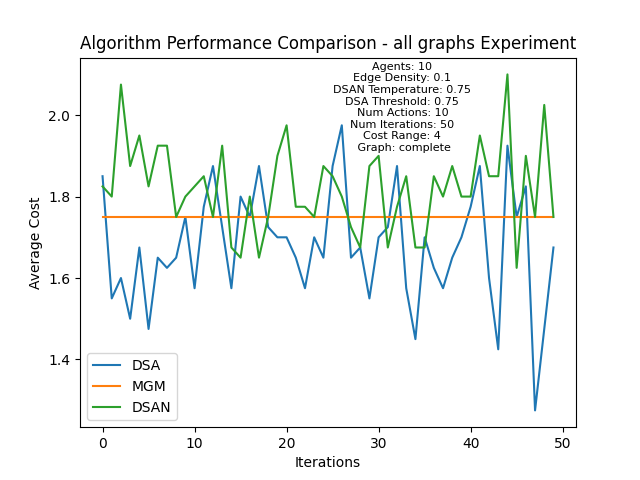 Algorithm Performance Comparison - all graphs Experiment
Agents: 10
Edge Density: 0.1
DSAN Temperature: 0.75
DSA Threshold: 0.75
Num Actions: 10
Num Iterations: 50
Cost Range: 4
Graph: complete
Average Cost
2.0
1.8
1.6
1.4
DSA
MGM
DSAN
0 10 20 30 40 50
Iterations